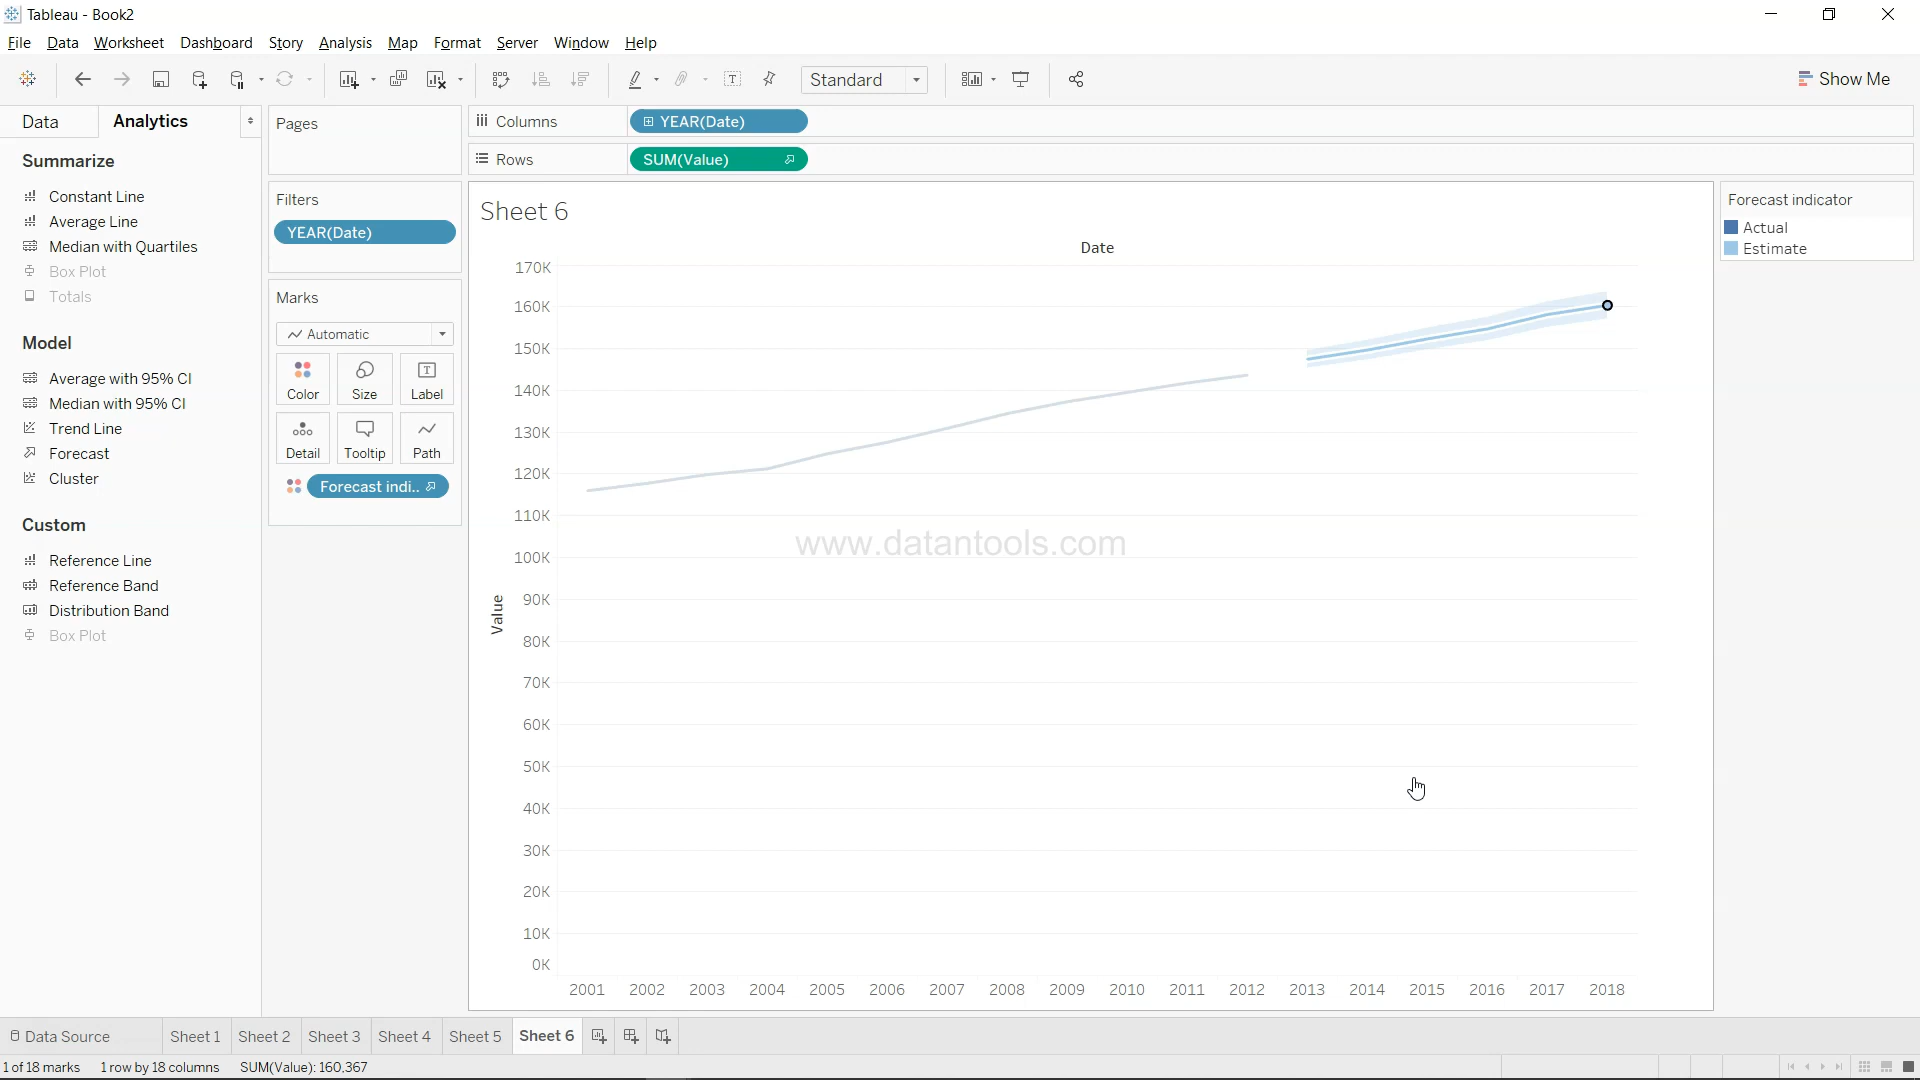 Tableau - Book2
File Data Worksheet Dashboard Story Analysis Map Format Server Window Help
Standard
Show Me
Data Analytics
Summarize
Constant Line
Average Line
Median with Quartiles
Box Plot
Totals
Model
Average with 95% CI
Median with 95% CI
Trend Line
Forecast
Cluster
Custom
Reference Line
Reference Band
Distribution Band
Box Plot
Pages
Filters
YEAR(Date)
Marks
Automatic
Color Size Label
Detail Tooltip Path
Forecast indi..
Columns YEAR(Date)
Rows SUM(Value)
Sheet 6
Date
170K
160K
150K
140K
130K
120K
110K
100K
90K
80K
70K
60K
50K
40K
30K
20K
10K
0K
Value
www.datantools.com
2001 2002 2003 2004 2005 2006 2007 2008 2009 2010 2011 2012 2013 2014 2015 2016 2017 2018
Forecast indicator
Actual
Estimate
Data Source Sheet 1 Sheet 2 Sheet 3 Sheet 4 Sheet 5 Sheet 6
1 of 18 marks 1 row by 18 columns SUM(Value): 160,367